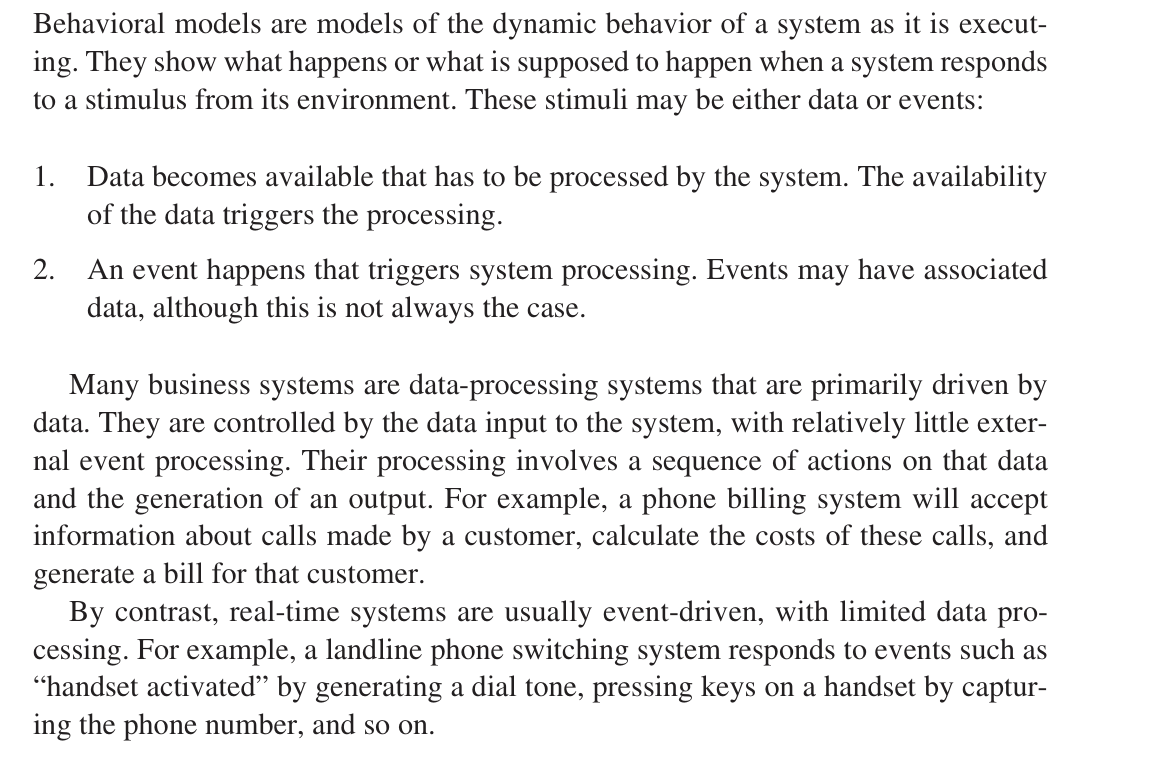 Behavioral models are models of the dynamic behavior of a system as it is execut-
ing. They show what happens or what is supposed to happen when a system responds
to a stimulus from its environment. These stimuli may be either data or events:
1. Data becomes available that has to be processed by the system. The availability
of the data triggers the processing.
2. An event happens that triggers system processing. Events may have associated
data, although this is not always the case.
Many business systems are data-processing systems that are primarily driven by
data. They are controlled by the data input to the system, with relatively little exter-
nal event processing. Their processing involves a sequence of actions on that data
and the generation of an output. For example, a phone billing system will accept
information about calls made by a customer, calculate the costs of these calls, and
generate a bill for that customer.
By contrast, real-time systems are usually event-driven, with limited data pro-
cessing. For example, a landline phone switching system responds to events such as
“handset activated” by generating a dial tone, pressing keys on a handset by captur-
ing the phone number, and so on.